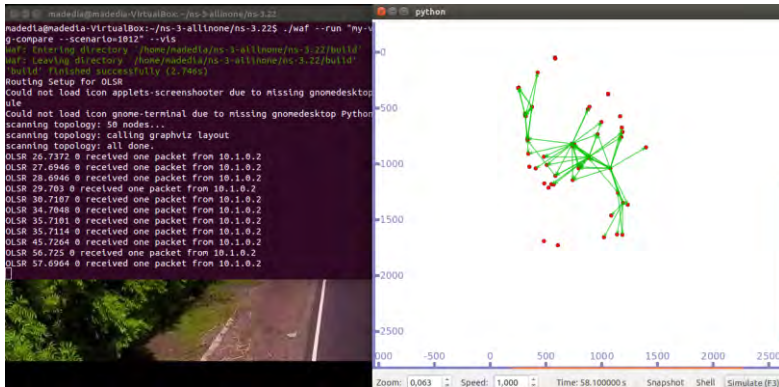 madedia@madedia-VirtualBox: ~/ns-3-allinone/ns-3.22
madedia@madedia-VirtualBox:~/ns-3-allinone/ns-3.22$ ./waf --run "my-v
g-compare --scenario=1012" --vis
Waf: Entering directory `/home/madedia/ns-3-allinone/ns-3.22/build'
Waf: Leaving directory `/home/madedia/ns-3-allinone/ns-3.22/build'
'build' finished successfully (2.746s)
Routing Setup for OLSR
Could not load icon applets-screenshooter due to missing gnomedesktop
ule
Could not load icon gnome-terminal due to missing gnomedesktop Python
scanning topology: 50 nodes...
scanning topology: calling graphviz layout
scanning topology: all done.
OLSR 26.7372 0 received one packet from 10.1.0.2
OLSR 27.6946 0 received one packet from 10.1.0.2
OLSR 28.6946 0 received one packet from 10.1.0.2
OLSR 29.703 0 received one packet from 10.1.0.2
OLSR 30.7107 0 received one packet from 10.1.0.2
OLSR 34.7048 0 received one packet from 10.1.0.2
OLSR 35.7101 0 received one packet from 10.1.0.2
OLSR 35.7114 0 received one packet from 10.1.0.2
OLSR 45.7264 0 received one packet from 10.1.0.2
OLSR 56.725 0 received one packet from 10.1.0.2
OLSR 57.6964 0 received one packet from 10.1.0.2
python
0
500
1000
1500
2000
2500
000 -500 0 500 1000 1500 2000 2500
Zoom: 0,063 Speed: 1,000 Time: 58.100000 s Snapshot Shell Simulate (F3)